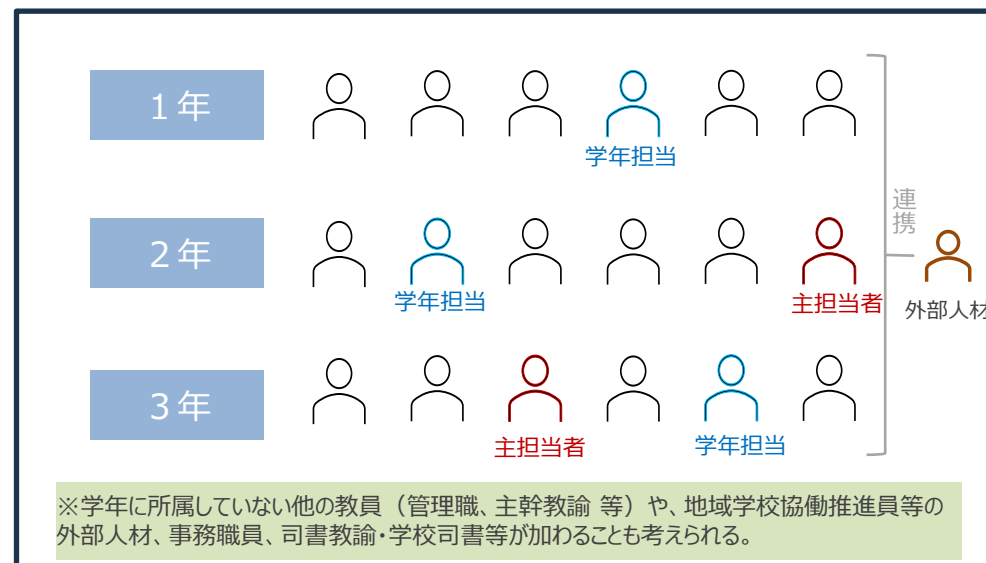 １年
学年担当
連携
２年
学年担当
主担当者
外部人材
３年
主担当者
学年担当
※学年に所属していない他の教員（管理職、主幹教諭 等）や、地域学校協働推進員等の
外部人材、事務職員、司書教諭・学校司書等が加わることも考えられる。